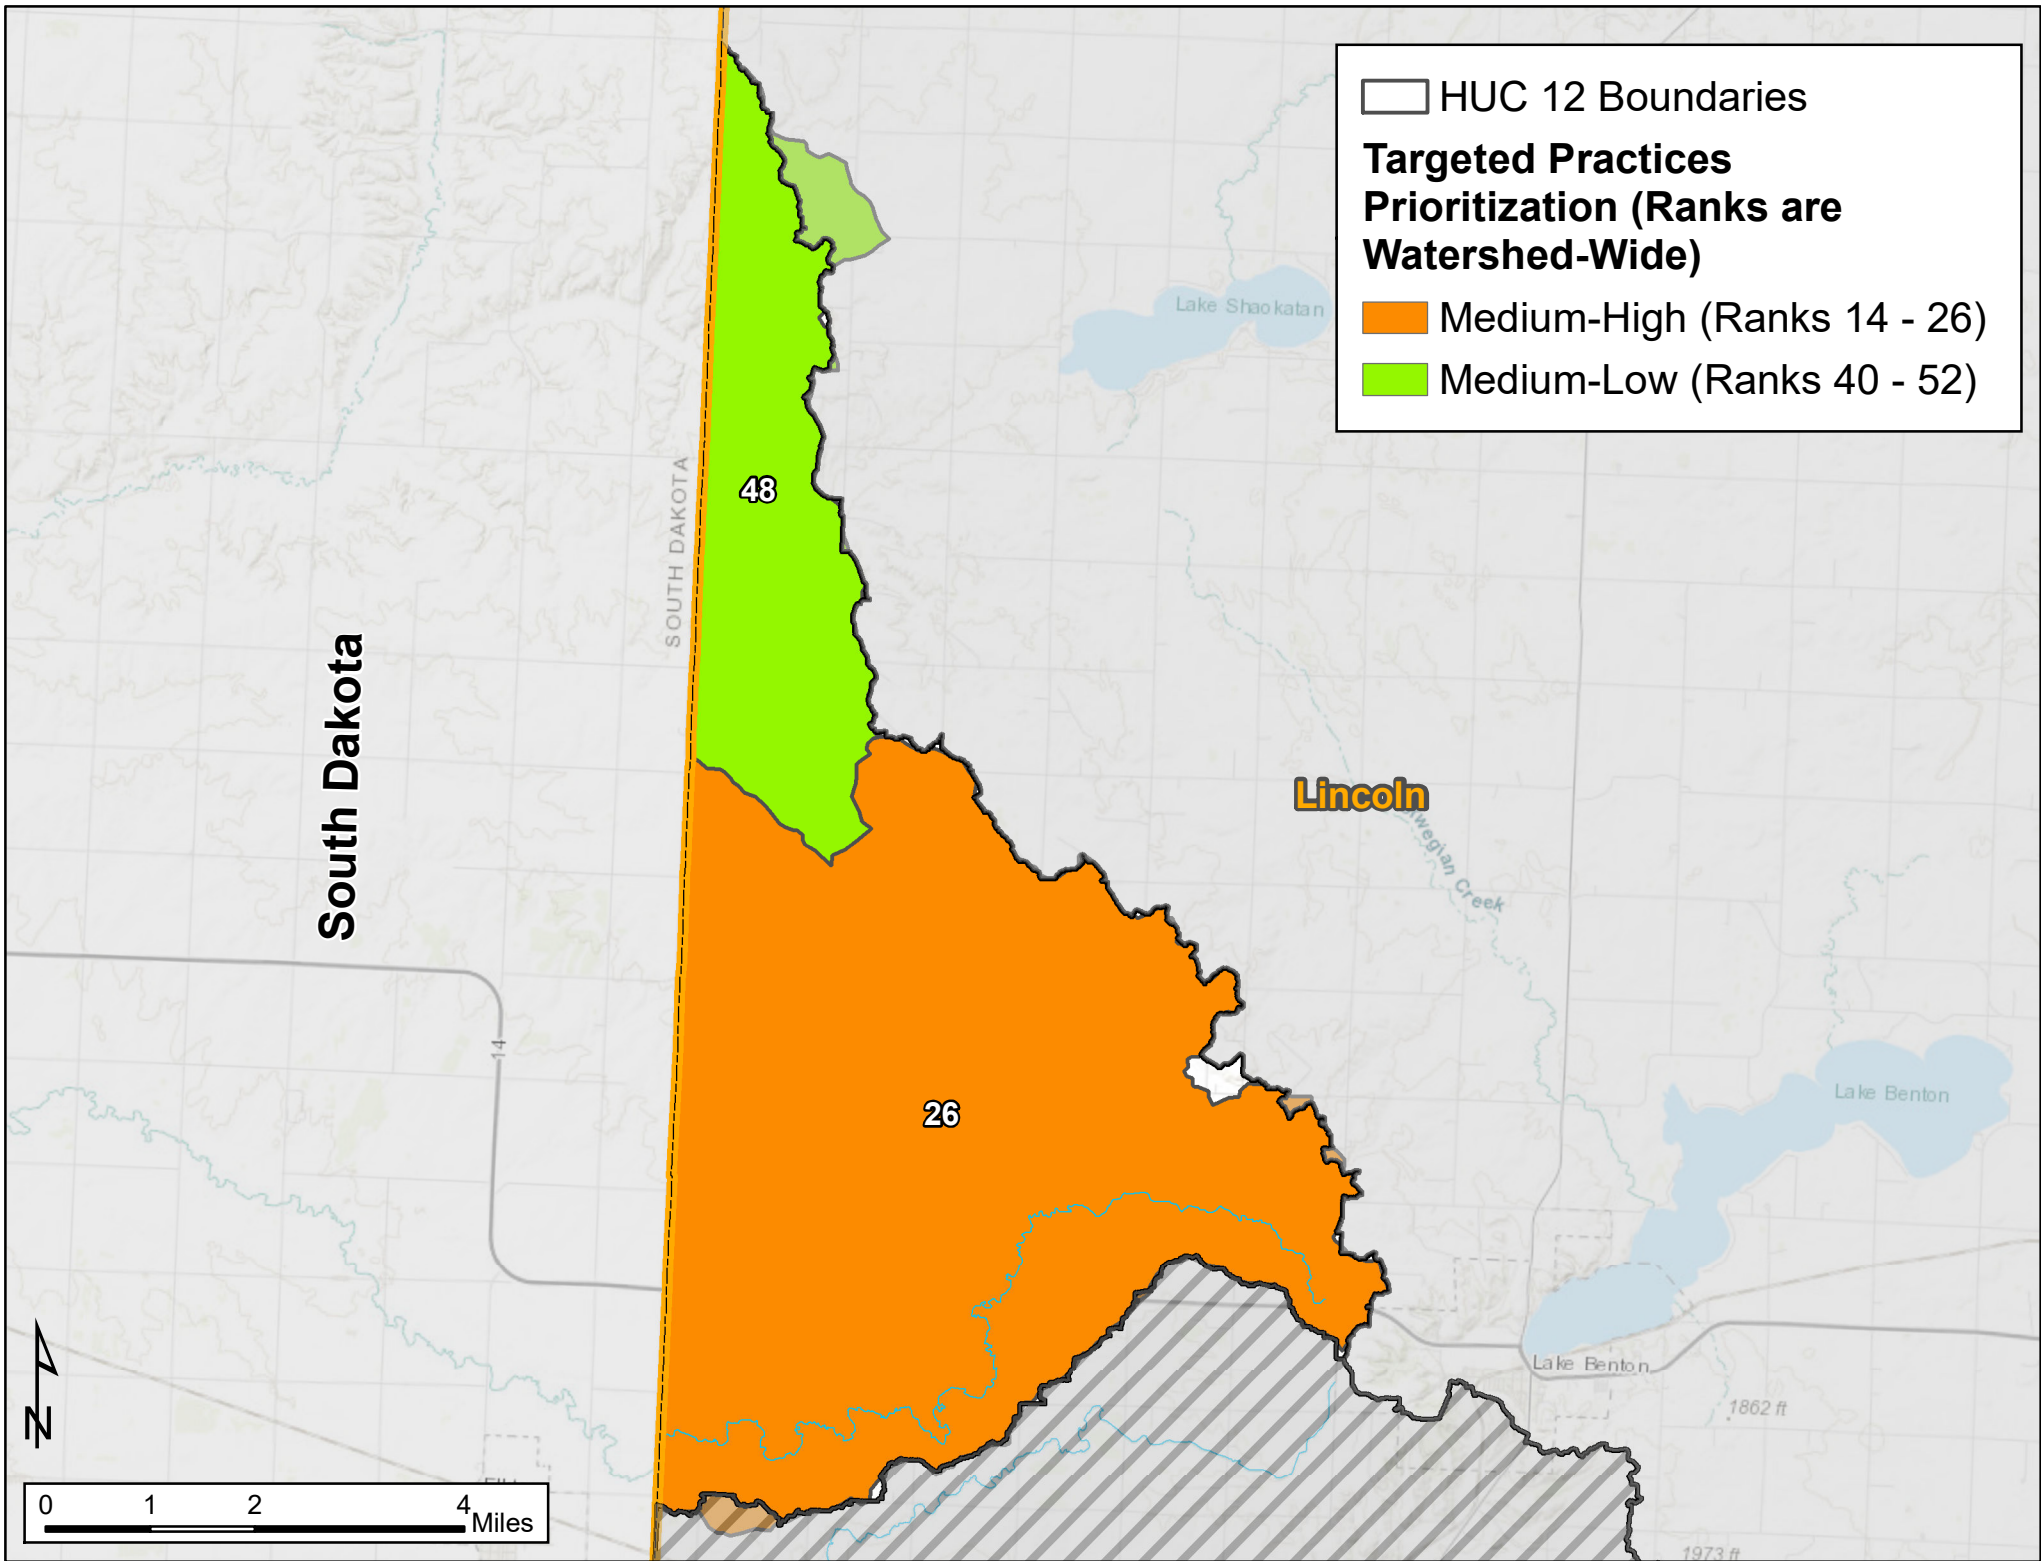 HUC 12 Boundaries
Targeted Practices
Prioritization (Ranks are
Watershed-Wide)
Medium-High (Ranks 14 - 26)
Medium-Low (Ranks 40 - 52)
Lake Shaokatan
48
SOUTH DAKOTA
South Dakota
Lincoln
wegian Creek
14
26
Lake Benton
Lake Benton
1862 ft
N
0 1 2 4
Miles
1973 ft